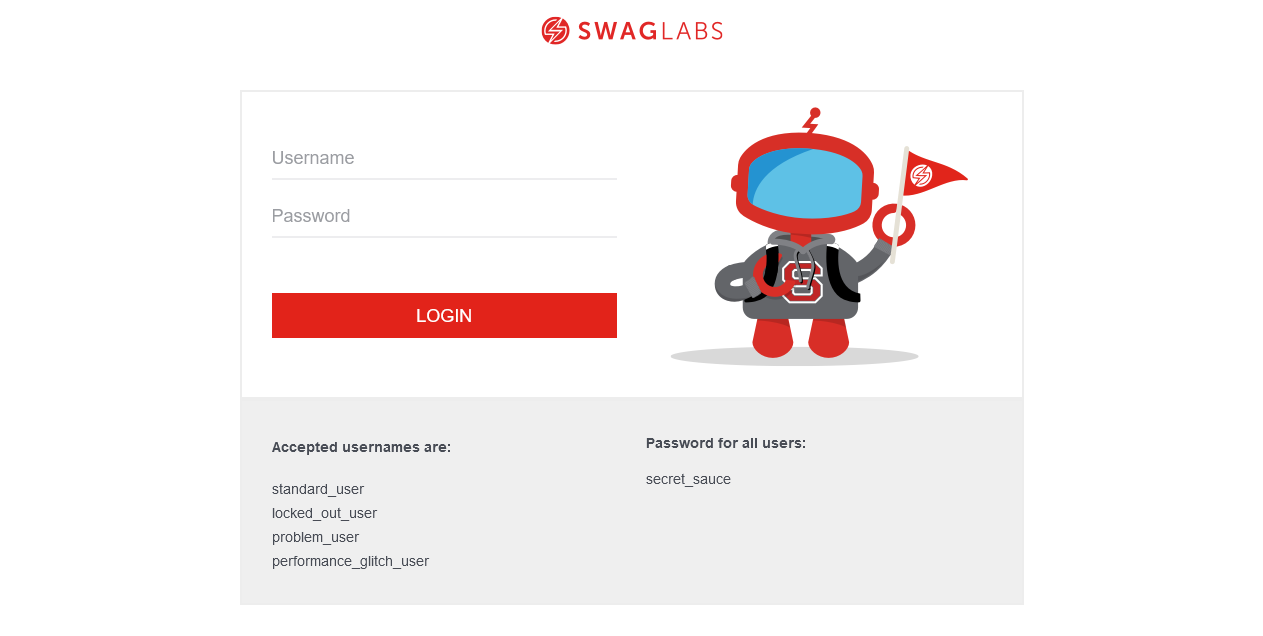 SWAGLABS
Username
Password
LOGIN
S
Accepted usernames are:
standard_user
locked_out_user
problem_user
performance_glitch_user
Password for all users:
secret_sauce